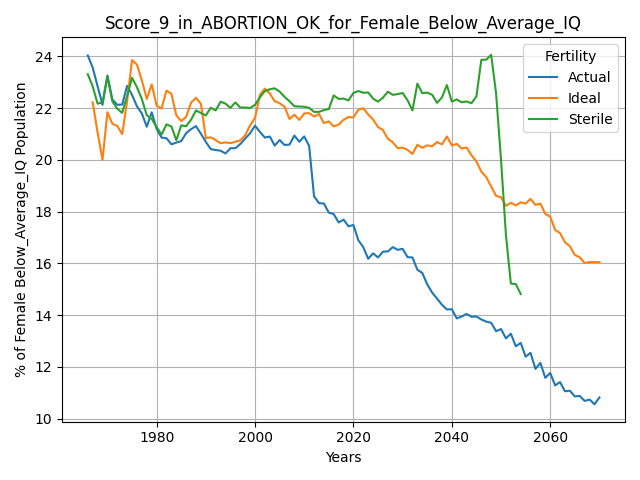 Score_9_in_ABORTION_OK_for_Female_Below_Average_IQ
% of Female Below_Average_IQ Population
24
22
20
18
16
14
12
10
Fertility
Actual
Ideal
Sterile
1980
2000
2020
2040
2060
Years